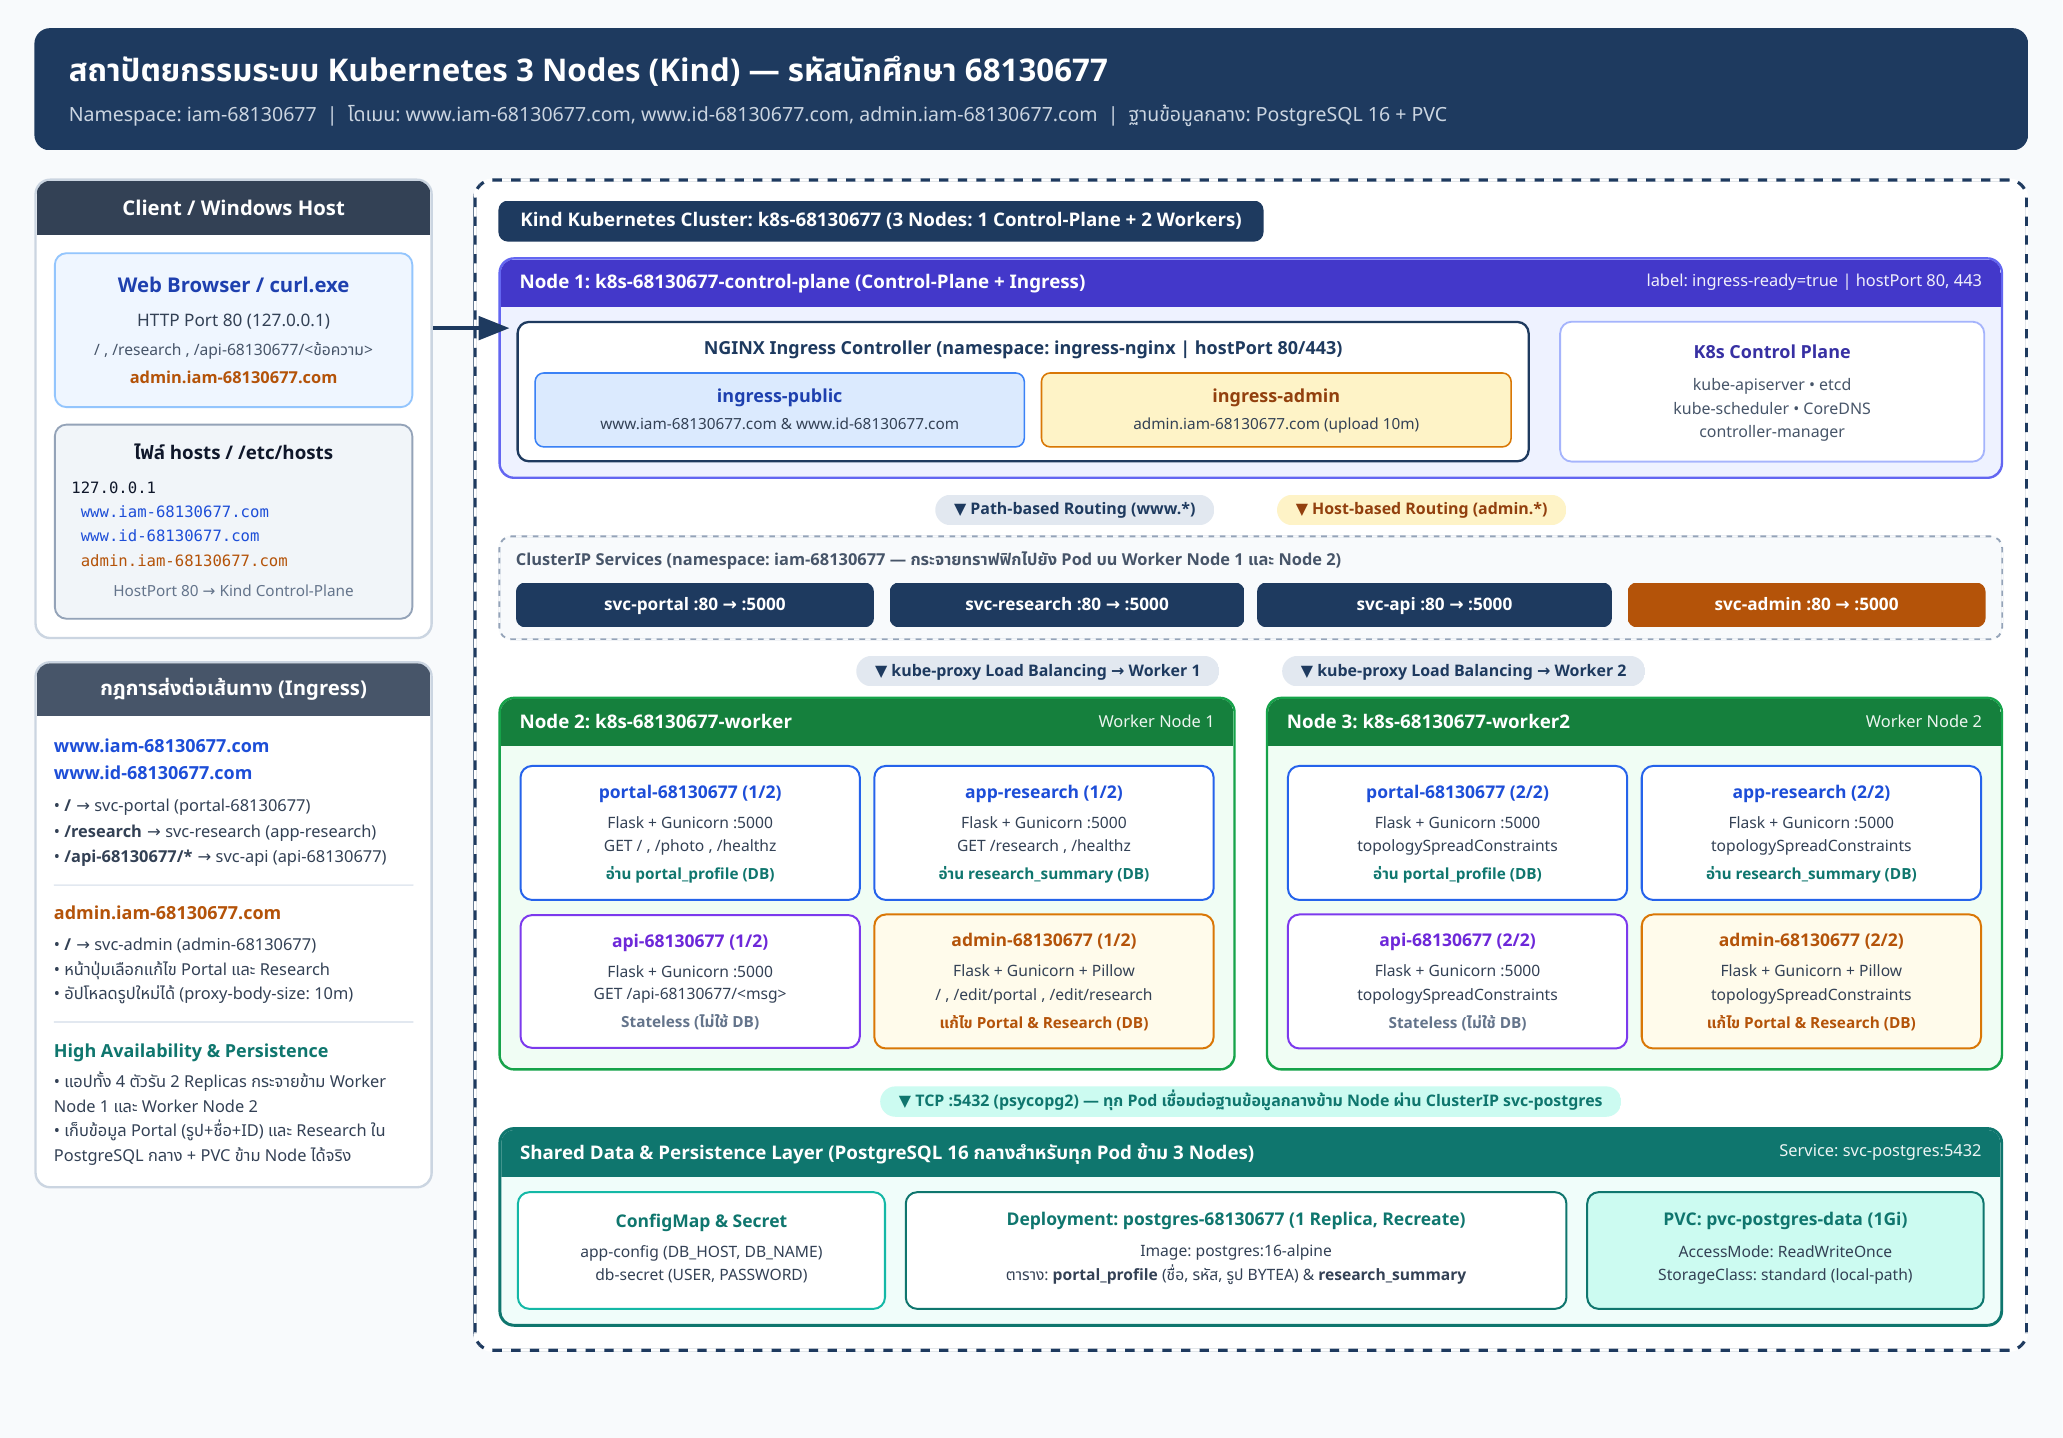 สถาปัตยกรรมระบบ Kubernetes 3 Nodes (Kind) — รหัสนักศึกษา 68130677
Namespace: iam-68130677 | โดเมน: www.iam-68130677.com, www.id-68130677.com, admin.iam-68130677.com | ฐานข้อมูลกลาง: PostgreSQL 16 + PVC
Client / Windows Host
Web Browser / curl.exe
HTTP Port 80 (127.0.0.1)
/ , /research , /api-68130677/<ข้อความ>
admin.iam-68130677.com
ไฟล์ hosts / /etc/hosts
127.0.0.1
www.iam-68130677.com
www.id-68130677.com
admin.iam-68130677.com
HostPort 80 → Kind Control-Plane
กฎการส่งต่อเส้นทาง (Ingress)
www.iam-68130677.com
www.id-68130677.com
• / → svc-portal (portal-68130677)
• /research → svc-research (app-research)
• /api-68130677/* → svc-api (api-68130677)
admin.iam-68130677.com
• / → svc-admin (admin-68130677)
• หน้าปุ่มเลือกแก้ไข Portal และ Research
• อัปโหลดรูปใหม่ได้ (proxy-body-size: 10m)
High Availability & Persistence
• แอปทั้ง 4 ตัวรัน 2 Replicas กระจายข้าม Worker
Node 1 และ Worker Node 2
• เก็บข้อมูล Portal (รูป+ชื่อ+ID) และ Research ใน
PostgreSQL กลาง + PVC ข้าม Node ได้จริง
Kind Kubernetes Cluster: k8s-68130677 (3 Nodes: 1 Control-Plane + 2 Workers)
Node 1: k8s-68130677-control-plane (Control-Plane + Ingress)
label: ingress-ready=true | hostPort 80, 443
NGINX Ingress Controller (namespace: ingress-nginx | hostPort 80/443)
ingress-public
www.iam-68130677.com & www.id-68130677.com
ingress-admin
admin.iam-68130677.com (upload 10m)
K8s Control Plane
kube-apiserver • etcd
kube-scheduler • CoreDNS
controller-manager
▼ Path-based Routing (www.*)
▼ Host-based Routing (admin.*)
ClusterIP Services (namespace: iam-68130677 — กระจายทราฟฟิกไปยัง Pod บน Worker Node 1 และ Node 2)
svc-portal :80 → :5000
svc-research :80 → :5000
svc-api :80 → :5000
svc-admin :80 → :5000
▼ kube-proxy Load Balancing → Worker 1
▼ kube-proxy Load Balancing → Worker 2
Node 2: k8s-68130677-worker
Worker Node 1
portal-68130677 (1/2)
Flask + Gunicorn :5000
GET / , /photo , /healthz
อ่าน portal_profile (DB)
app-research (1/2)
Flask + Gunicorn :5000
GET /research , /healthz
อ่าน research_summary (DB)
api-68130677 (1/2)
Flask + Gunicorn :5000
GET /api-68130677/<msg>
Stateless (ไม่ใช้ DB)
admin-68130677 (1/2)
Flask + Gunicorn + Pillow
/ , /edit/portal , /edit/research
แก้ไข Portal & Research (DB)
Node 3: k8s-68130677-worker2
Worker Node 2
portal-68130677 (2/2)
Flask + Gunicorn :5000
topologySpreadConstraints
อ่าน portal_profile (DB)
app-research (2/2)
Flask + Gunicorn :5000
topologySpreadConstraints
อ่าน research_summary (DB)
api-68130677 (2/2)
Flask + Gunicorn :5000
topologySpreadConstraints
Stateless (ไม่ใช้ DB)
admin-68130677 (2/2)
Flask + Gunicorn + Pillow
topologySpreadConstraints
แก้ไข Portal & Research (DB)
▼ TCP :5432 (psycopg2) — ทุก Pod เชื่อมต่อฐานข้อมูลกลางข้าม Node ผ่าน ClusterIP svc-postgres
Shared Data & Persistence Layer (PostgreSQL 16 กลางสำหรับทุก Pod ข้าม 3 Nodes)
Service: svc-postgres:5432
ConfigMap & Secret
app-config (DB_HOST, DB_NAME)
db-secret (USER, PASSWORD)
Deployment: postgres-68130677 (1 Replica, Recreate)
Image: postgres:16-alpine
ตาราง: portal_profile (ชื่อ, รหัส, รูป BYTEA) & research_summary
PVC: pvc-postgres-data (1Gi)
AccessMode: ReadWriteOnce
StorageClass: standard (local-path)